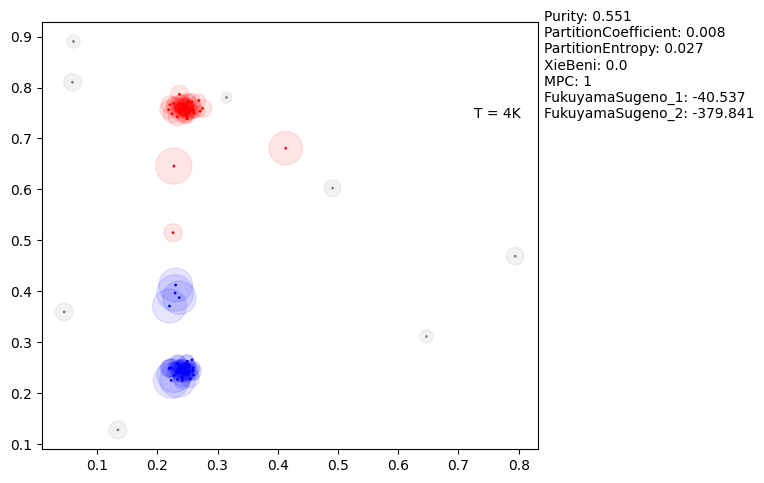 Purity: 0.551
PartitionCoefficient: 0.008
PartitionEntropy: 0.027
XieBeni: 0.0
MPC: 1
FukuyamaSugeno_1: -40.537
FukuyamaSugeno_2: -379.841
T = 4K
0.9
0.8
0.7
0.6
0.5
0.4
0.3
0.2
0.1
0.1 0.2 0.3 0.4 0.5 0.6 0.7 0.8